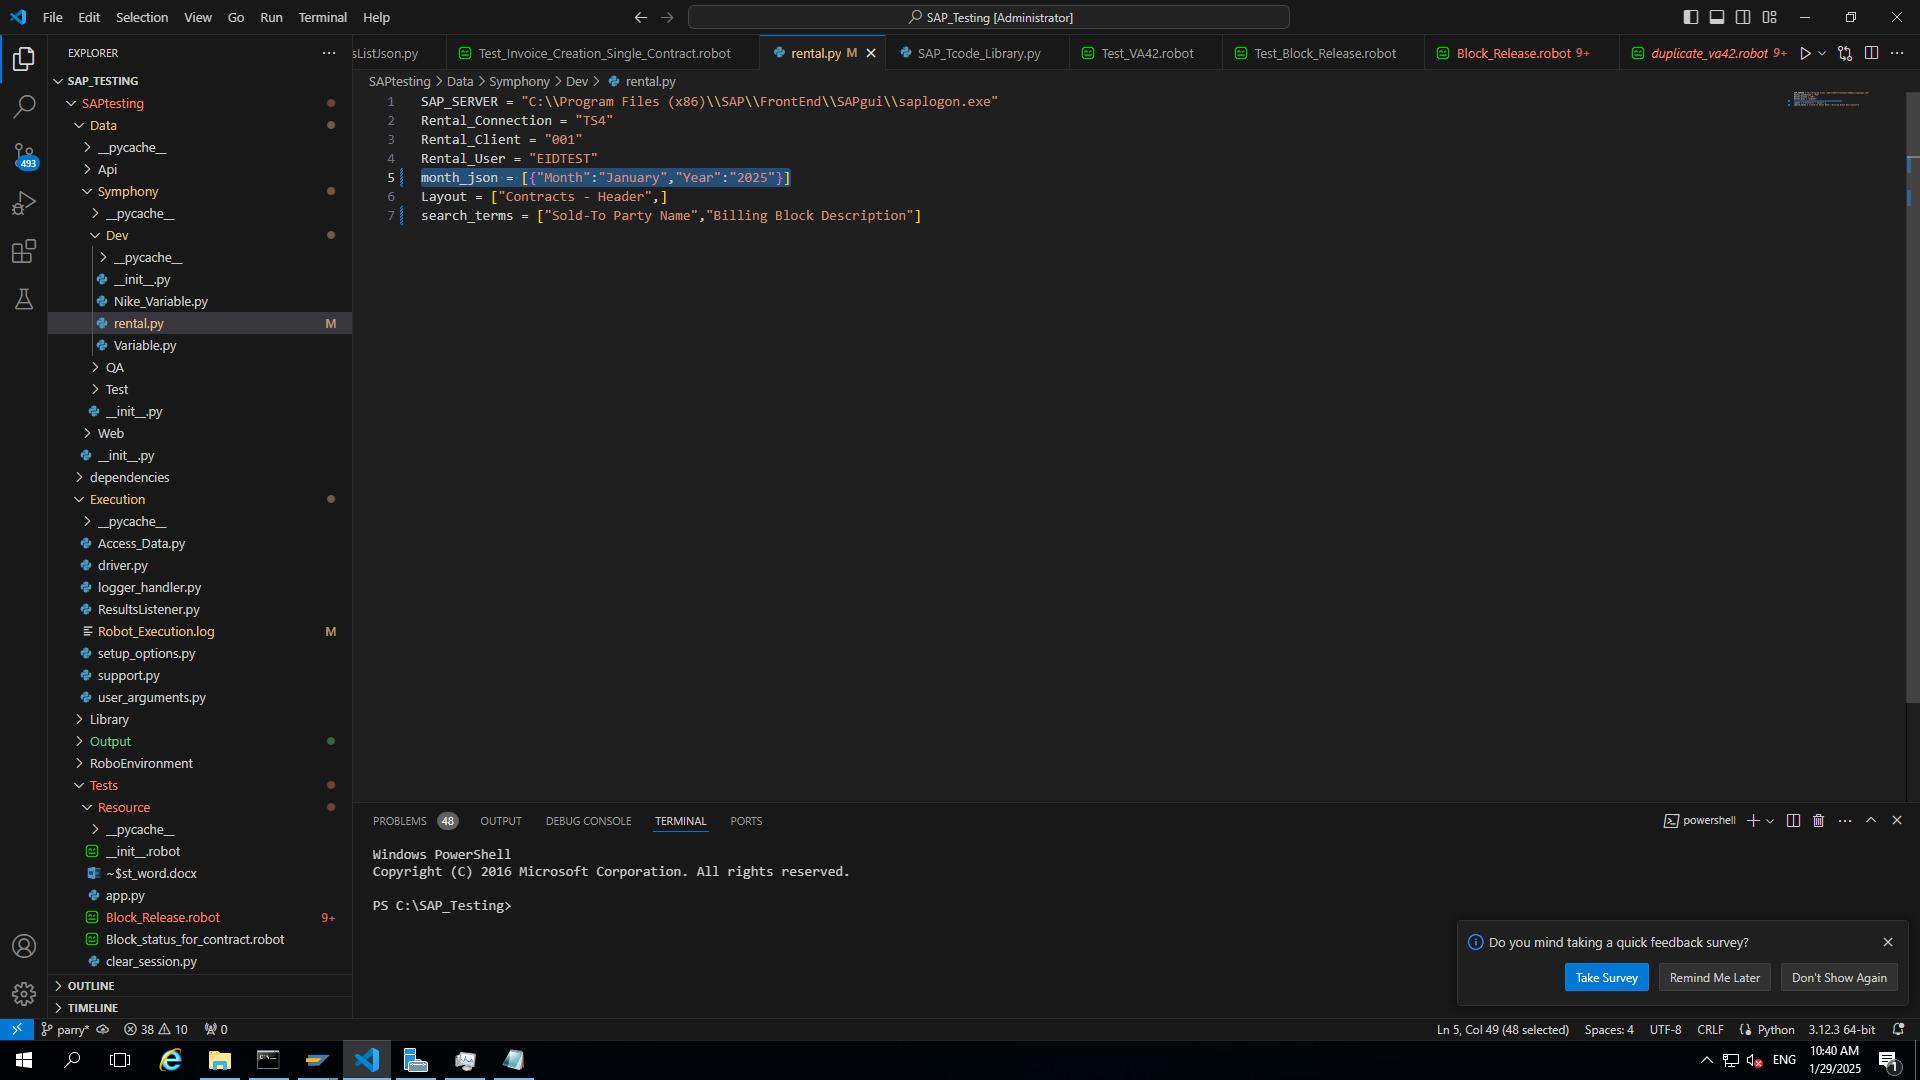 File Edit Selection View Go Run Terminal Help
SAP_Testing [Administrator]
EXPLORER
SAP_TESTING
SAPtesting
Data
__pycache__
Api
Symphony
__pycache__
Dev
__pycache__
__init__.py
Nike_Variable.py
rental.py M
Variable.py
QA
Test
__init__.py
Web
__init__.py
dependencies
Execution
__pycache__
Access_Data.py
driver.py
logger_handler.py
ResultsListener.py
Robot_Execution.log M
setup_options.py
support.py
user_arguments.py
Library
Output
RoboEnvironment
Tests
Resource
__pycache__
__init__.robot
~$st_word.docx
app.py
Block_Release.robot 9+
Block_status_for_contract.robot
clear_session.py
OUTLINE
TIMELINE
493
sListJson.py Test_Invoice_Creation_Single_Contract.robot rental.py M SAP_Tcode_Library.py Test_VA42.robot Test_Block_Release.robot Block_Release.robot 9+ duplicate_va42.robot 9+
SAPtesting > Data > Symphony > Dev > rental.py
1 SAP_SERVER = "C:\\Program Files (x86)\\SAP\\FrontEnd\\SAPgui\\saplogon.exe"
2 Rental_Connection = "TS4"
3 Rental_Client = "001"
4 Rental_User = "EIDTEST"
5 month_json = [{"Month":"January","Year":"2025"}]
6 Layout = ["Contracts - Header",]
7 search_terms = ["Sold-To Party Name","Billing Block Description"]
PROBLEMS 48 OUTPUT DEBUG CONSOLE TERMINAL PORTS
powershell
Windows PowerShell
Copyright (C) 2016 Microsoft Corporation. All rights reserved.
PS C:\SAP_Testing>
Do you mind taking a quick feedback survey?
Take Survey Remind Me Later Don't Show Again
parry* 38 10 0
Ln 5, Col 49 (48 selected) Spaces: 4 UTF-8 CRLF Python 3.12.3 64-bit
ENG
10:40 AM
1/29/2025
1